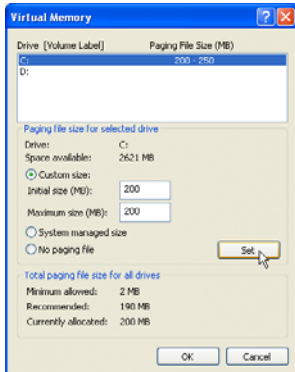 Virtual Memory
Drive [Volume Label] Paging File Size (MB)
C: 200 - 250
D:
Paging file size for selected drive
Drive: C:
Space available: 2621 MB
Custom size:
Initial size (MB): 200
Maximum size (MB): 200
System managed size
No paging file
Set
Total paging file size for all drives
Minimum allowed: 2 MB
Recommended: 190 MB
Currently allocated: 200 MB
OK Cancel